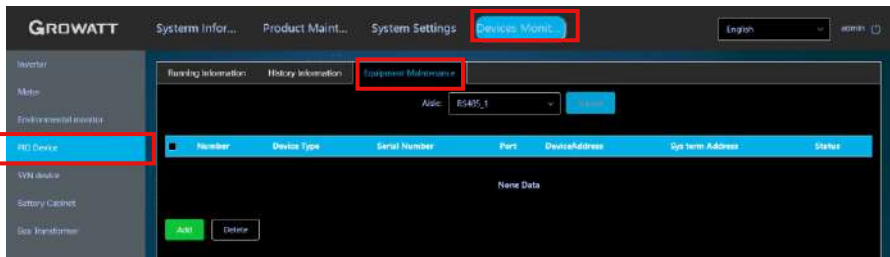 GROWATT
Systerm Infor...
Product Maint...
System Settings
Devices Monit...
English
admin
Inverter
Meter
Environmental monitor
PID Device
SVN device
Battery Cabinet
Box Transformer
Running Information
History Information
Equipment Maintenance
Aisle:
RS485_1
Number
Device Type
Serial Number
Port
DeviceAddress
Sys term Address
Status
None Data
Add
Delete